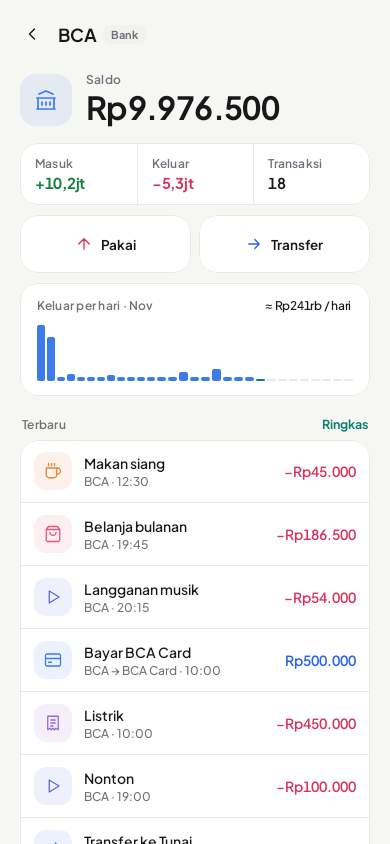 BCA Bank
Saldo
Rp9.976.500
Masuk Keluar Transaksi
+10,2jt −5,3jt 18
Pakai Transfer
Keluar per hari · Nov ≈ Rp241rb / hari
Terbaru Ringkas
Makan siang
BCA · 12:30
−Rp45.000
Belanja bulanan
BCA · 19:45
−Rp186.500
Langganan musik
BCA · 20:15
−Rp54.000
Bayar BCA Card
BCA → BCA Card · 10:00
Rp500.000
Listrik
BCA · 10:00
−Rp450.000
Nonton
BCA · 19:00
−Rp100.000
Transfer ke Tunai